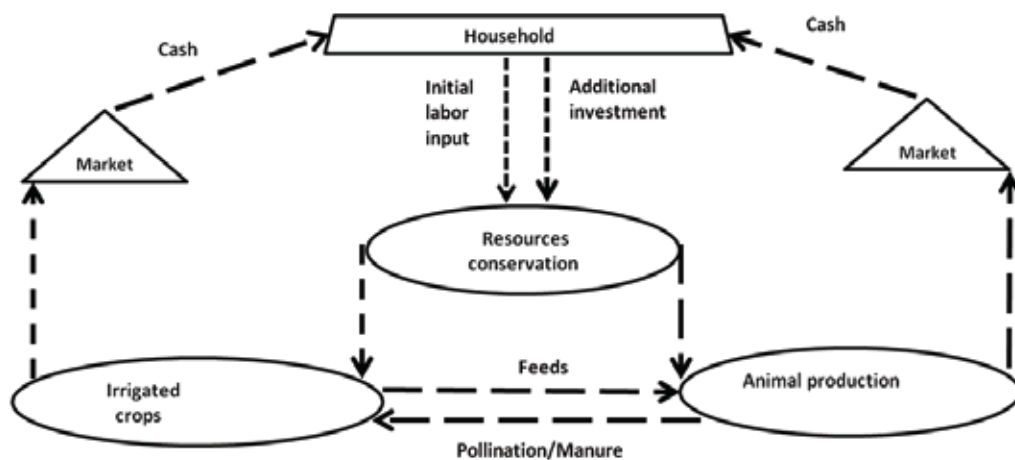 Household
Cash
Cash
Initial
labor
input
Additional
investment
Market
Market
Resources
conservation
Irrigated
crops
Feeds
Animal production
Pollination/Manure